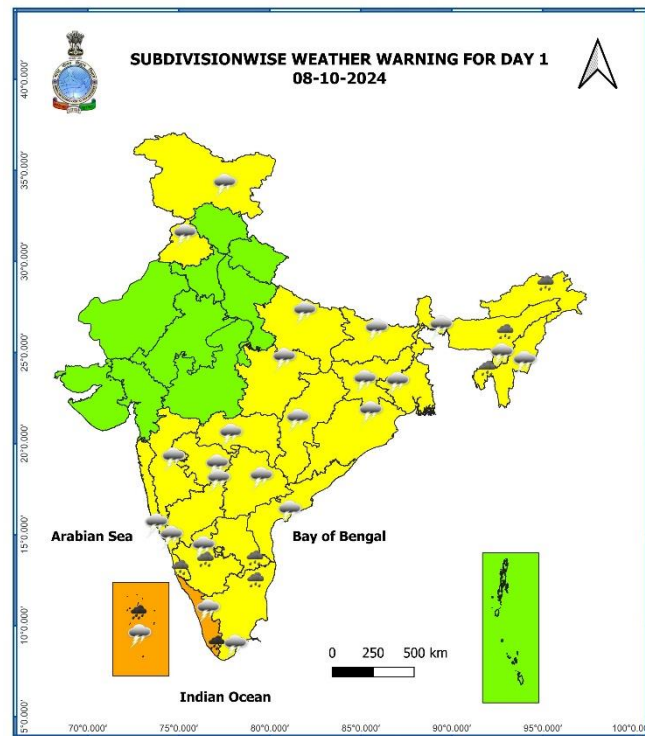 SUBDIVISIONWISE WEATHER WARNING FOR DAY 1
08-10-2024
40°0.000'
35°0.000'
30°0.000'
25°0.000'
20°0.000'
15°0.000'
10°0.000'
5°0.000'
Arabian Sea
Bay of Bengal
0 250 500 km
Indian Ocean
70°0.000' 75°0.000' 80°0.000' 85°0.000' 90°0.000' 95°0.000' 100°0.000'